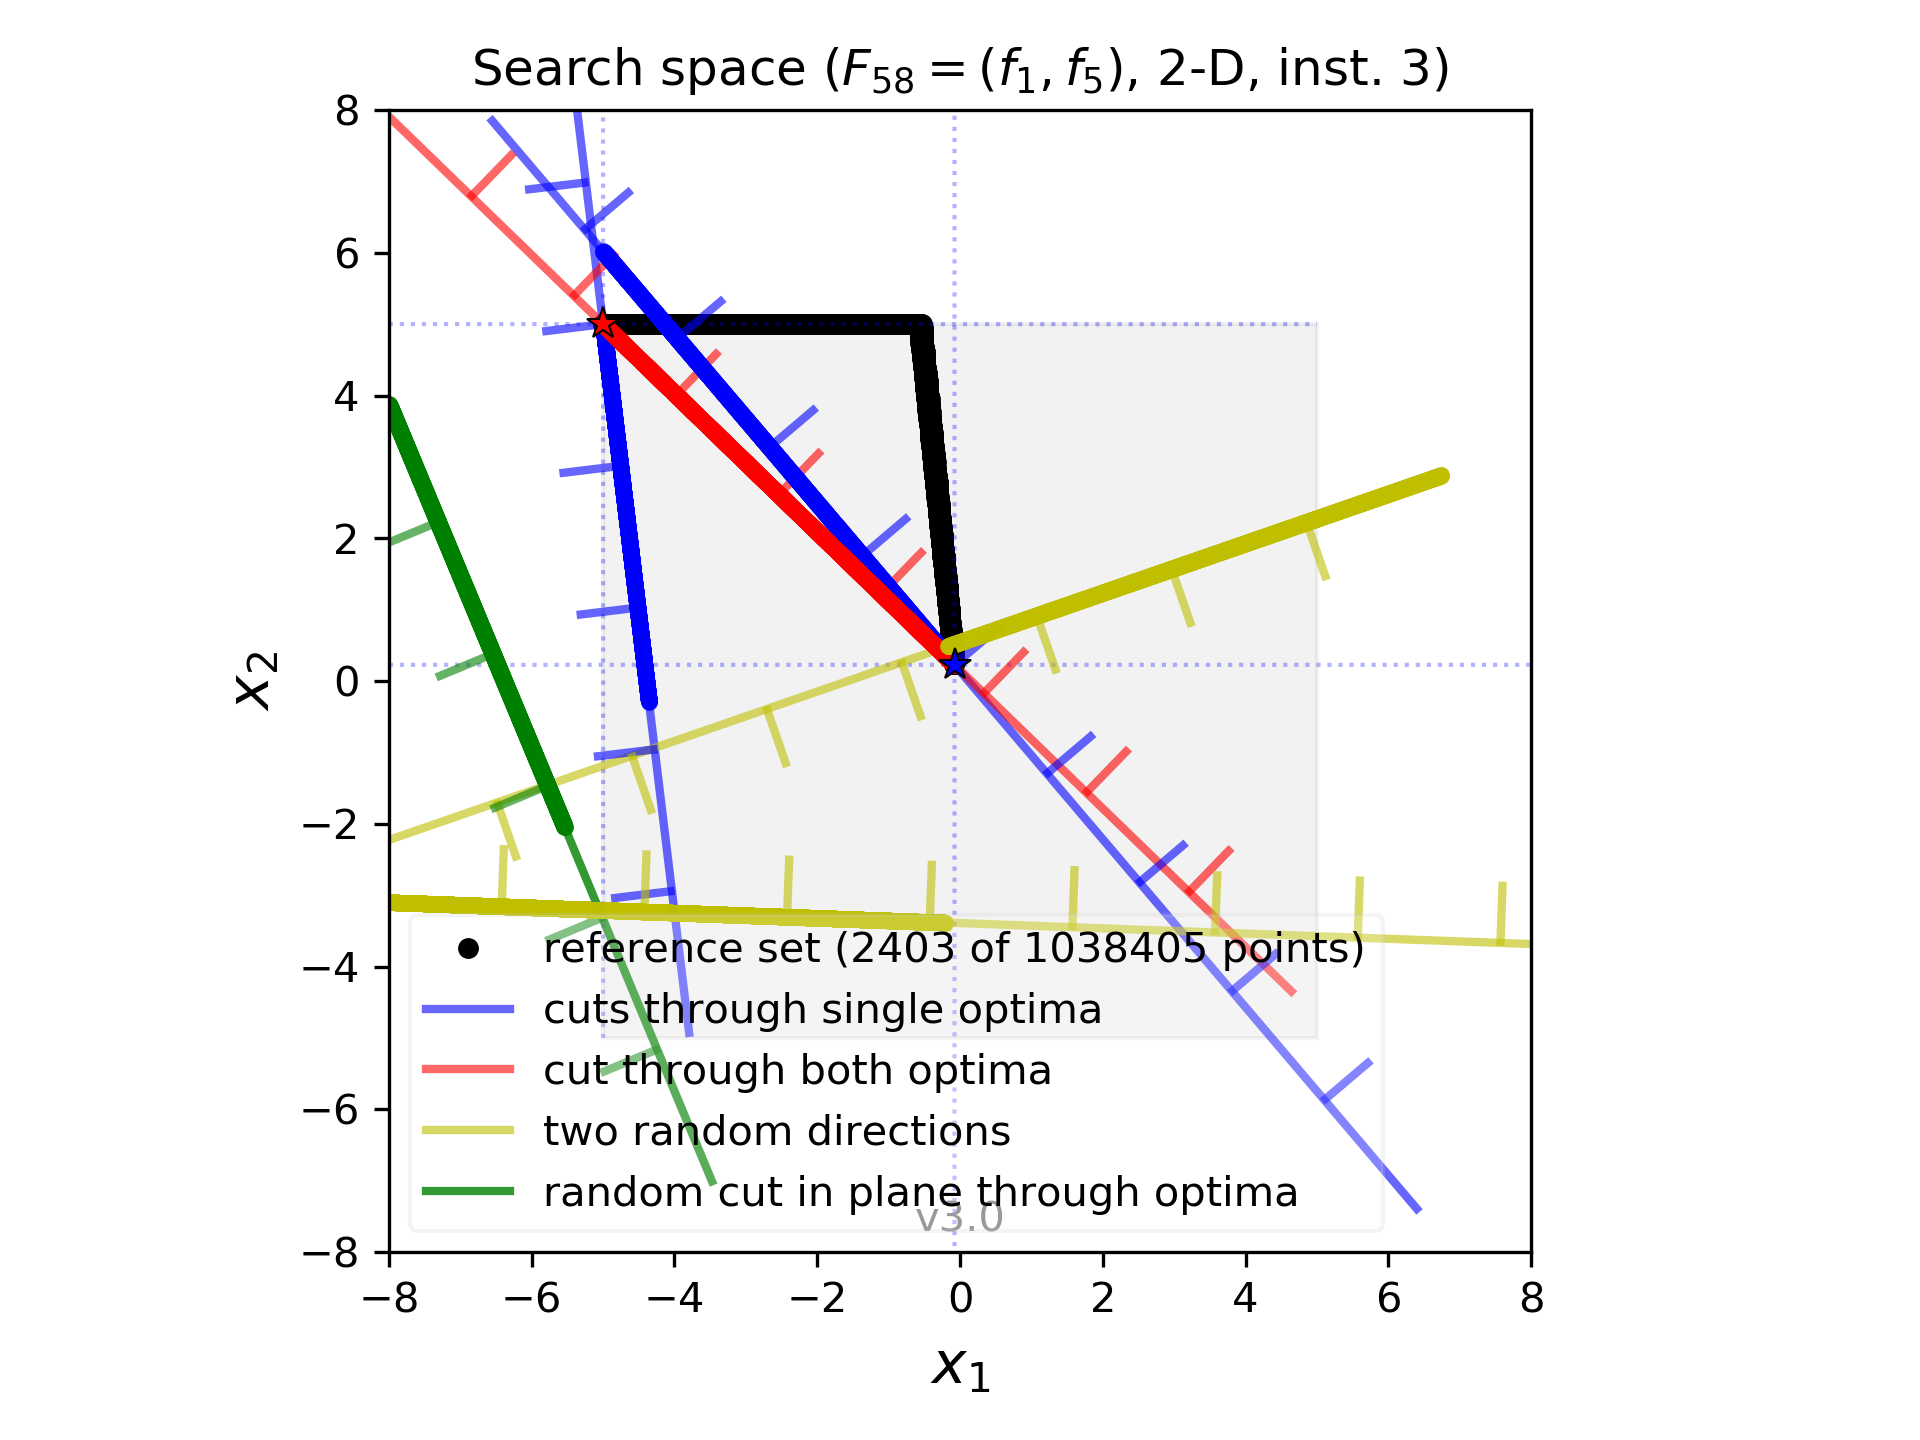 Search space (F₅₈ = (f₁, f₅), 2-D, inst. 3)
8
6
4
2
0
−2
−4
−6
−8
x₂
reference set (2403 of 1038405 points)
cuts through single optima
cut through both optima
two random directions
random cut in plane through optima
v3.0
−8 −6 −4 −2 0 2 4 6 8
x₁